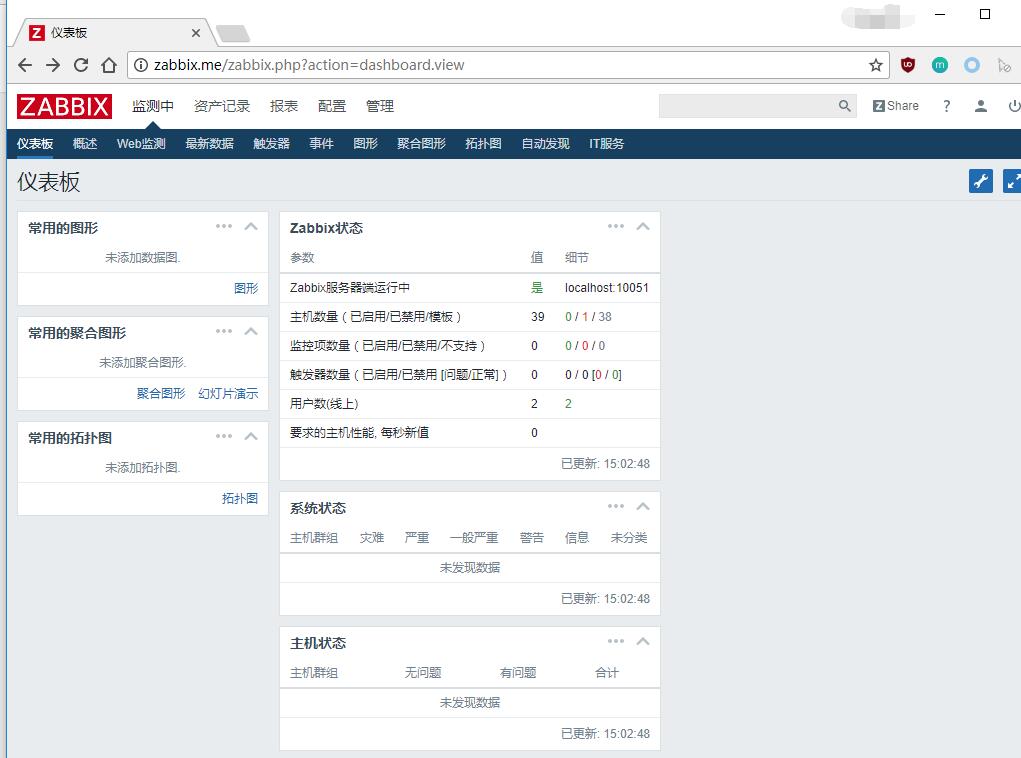 仪表板
zabbix.me/zabbix.php?action=dashboard.view
ZABBIX 监测中 资产记录 报表 配置 管理 Z Share ?
仪表板 概述 Web监测 最新数据 触发器 事件 图形 聚合图形 拓扑图 自动发现 IT服务
仪表板
常用的图形
未添加数据图.
图形
常用的聚合图形
未添加聚合图形.
聚合图形 幻灯片演示
常用的拓扑图
未添加拓扑图.
拓扑图
Zabbix状态
参数 值 细节
Zabbix服务器端运行中 是 localhost:10051
主机数量（已启用/已禁用/模板） 39 0 / 1 / 38
监控项数量（已启用/已禁用/不支持） 0 0 / 0 / 0
触发器数量（已启用/已禁用 [问题/正常]） 0 0 / 0 [0 / 0]
用户数(线上) 2 2
要求的主机性能, 每秒新值 0
已更新: 15:02:48
系统状态
主机群组 灾难 严重 一般严重 警告 信息 未分类
未发现数据
已更新: 15:02:48
主机状态
主机群组 无问题 有问题 合计
未发现数据
已更新: 15:02:48